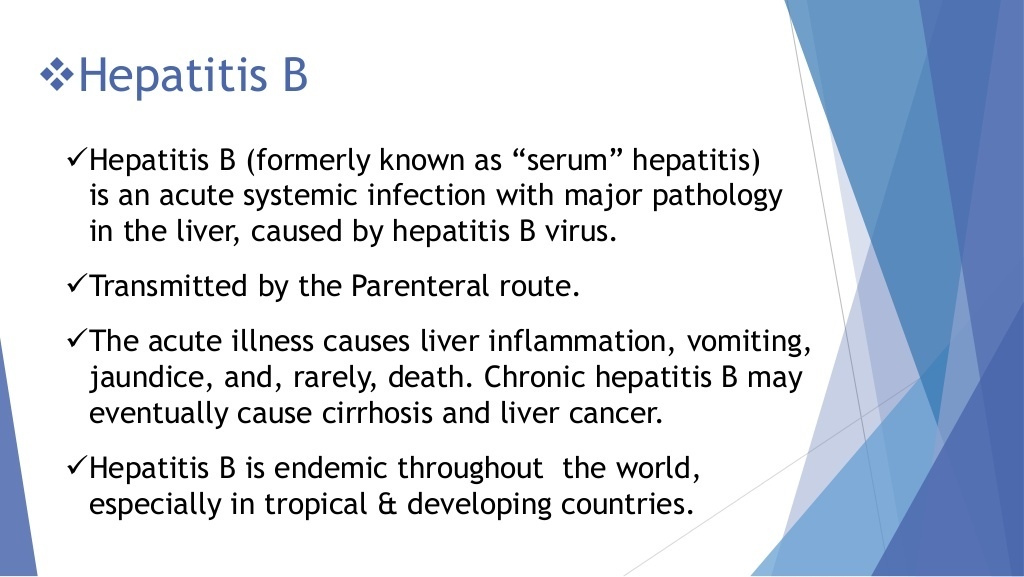 ❖Hepatitis B
✓Hepatitis B (formerly known as “serum” hepatitis)
is an acute systemic infection with major pathology
in the liver, caused by hepatitis B virus.
✓Transmitted by the Parenteral route.
✓The acute illness causes liver inflammation, vomiting,
jaundice, and, rarely, death. Chronic hepatitis B may
eventually cause cirrhosis and liver cancer.
✓Hepatitis B is endemic throughout  the world,
especially in tropical & developing countries.